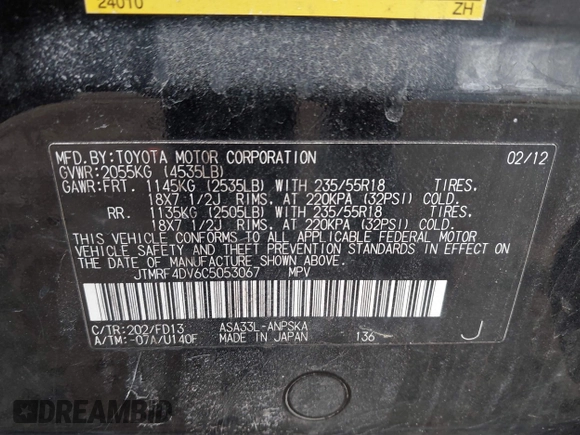 24010 ZH
MFD.BY:TOYOTA MOTOR CORPORATION 02/12
GVWR:2055KG (4535LB)
GAWR:FRT. 1145KG (2535LB) WITH 235/55R18 TIRES,
18X7 1/2J RIMS, AT 220KPA (32PSI) COLD.
RR. 1135KG (2505LB) WITH 235/55R18 TIRES,
18X7 1/2J RIMS, AT 220KPA (32PSI) COLD.
THIS VEHICLE CONFORMS TO ALL APPLICABLE FEDERAL MOTOR
VEHICLE SAFETY AND THEFT PREVENTION STANDARDS IN EFFECT ON
THE DATE OF MANUFACTURE SHOWN ABOVE.
JTMRF4DV6C5053067 MPV
C/TR:202/FD13 ASA33L-ANPSKA
A/TM:-07A/U140F MADE IN JAPAN 136 J
DREAMBID